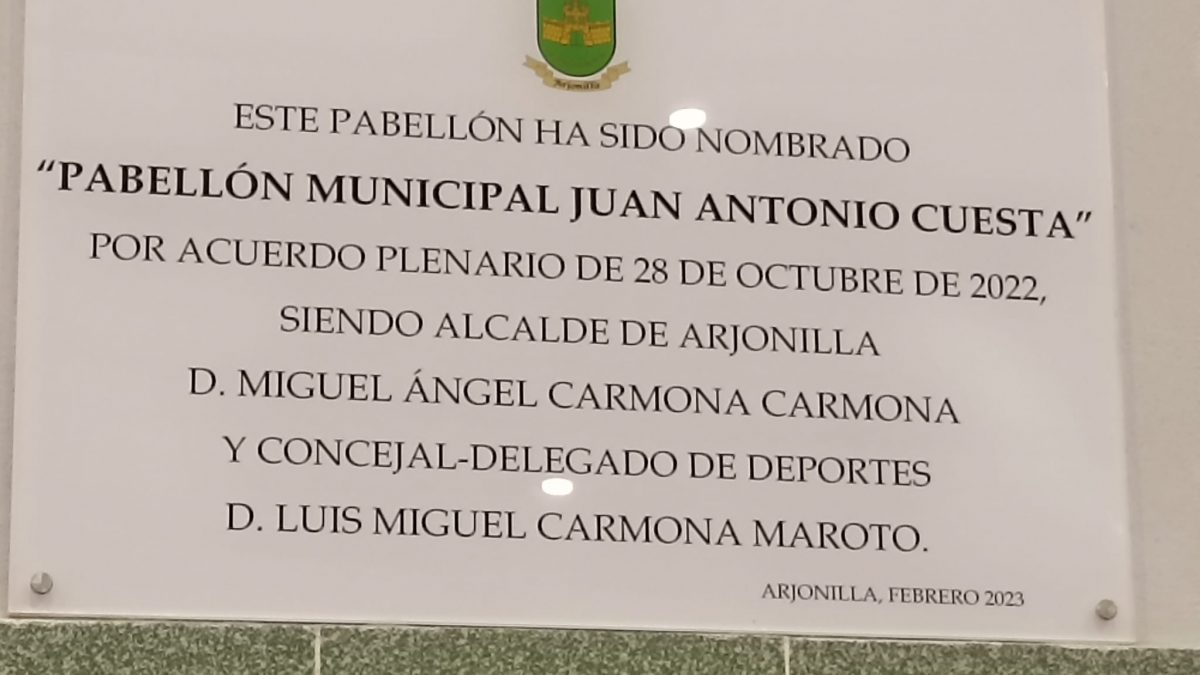 Arjonilla
ESTE PABELLÓN HA SIDO NOMBRADO
“PABELLÓN MUNICIPAL JUAN ANTONIO CUESTA”
POR ACUERDO PLENARIO DE 28 DE OCTUBRE DE 2022,
SIENDO ALCALDE DE ARJONILLA
D. MIGUEL ÁNGEL CARMONA CARMONA
Y CONCEJAL-DELEGADO DE DEPORTES
D. LUIS MIGUEL CARMONA MAROTO.
ARJONILLA, FEBRERO 2023